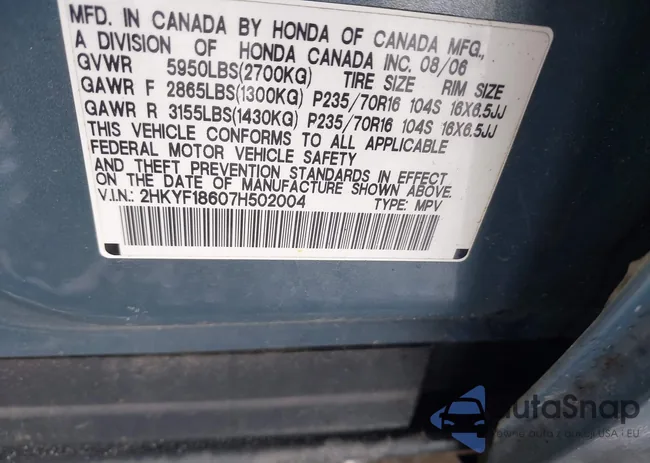 MFD. IN CANADA BY HONDA OF CANADA MFG.,
A DIVISION OF HONDA CANADA INC. 08/06
GVWR 5950LBS(2700KG) TIRE SIZE RIM SIZE
GAWR F 2865LBS(1300KG) P235/70R16 104S 16X6.5JJ
GAWR R 3155LBS(1430KG) P235/70R16 104S 16X6.5JJ
THIS VEHICLE CONFORMS TO ALL APPLICABLE
FEDERAL MOTOR VEHICLE SAFETY
AND THEFT PREVENTION STANDARDS IN EFFECT
ON THE DATE OF MANUFACTURE SHOWN ABOVE.
V.I.N.: 2HKYF18607H502004 TYPE: MPV
AutaSnap
USA i EU